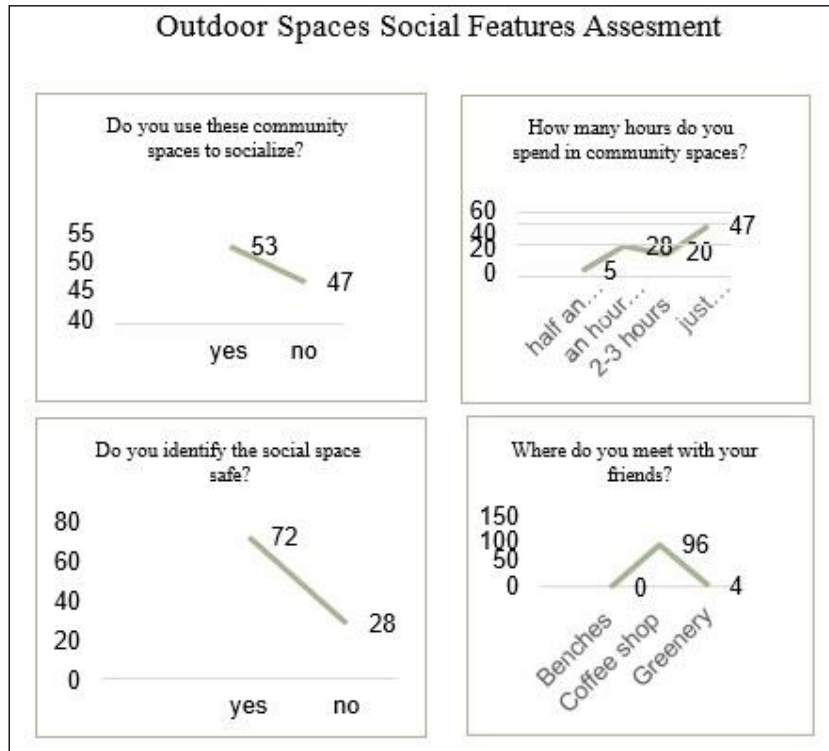 Outdoor Spaces Social Features Assesment
Do you use these community
spaces to socialize?
55
50
45
40
53
47
yes no
How many hours do you
spend in community spaces?
60
40
20
0
5
28
20
47
half an...
an hour...
2-3 hours
just...
Do you identify the social space
safe?
80
60
40
20
0
72
28
yes no
Where do you meet with your
friends?
150
100
50
0
0
96
4
Benches
Coffee shop
Greenery